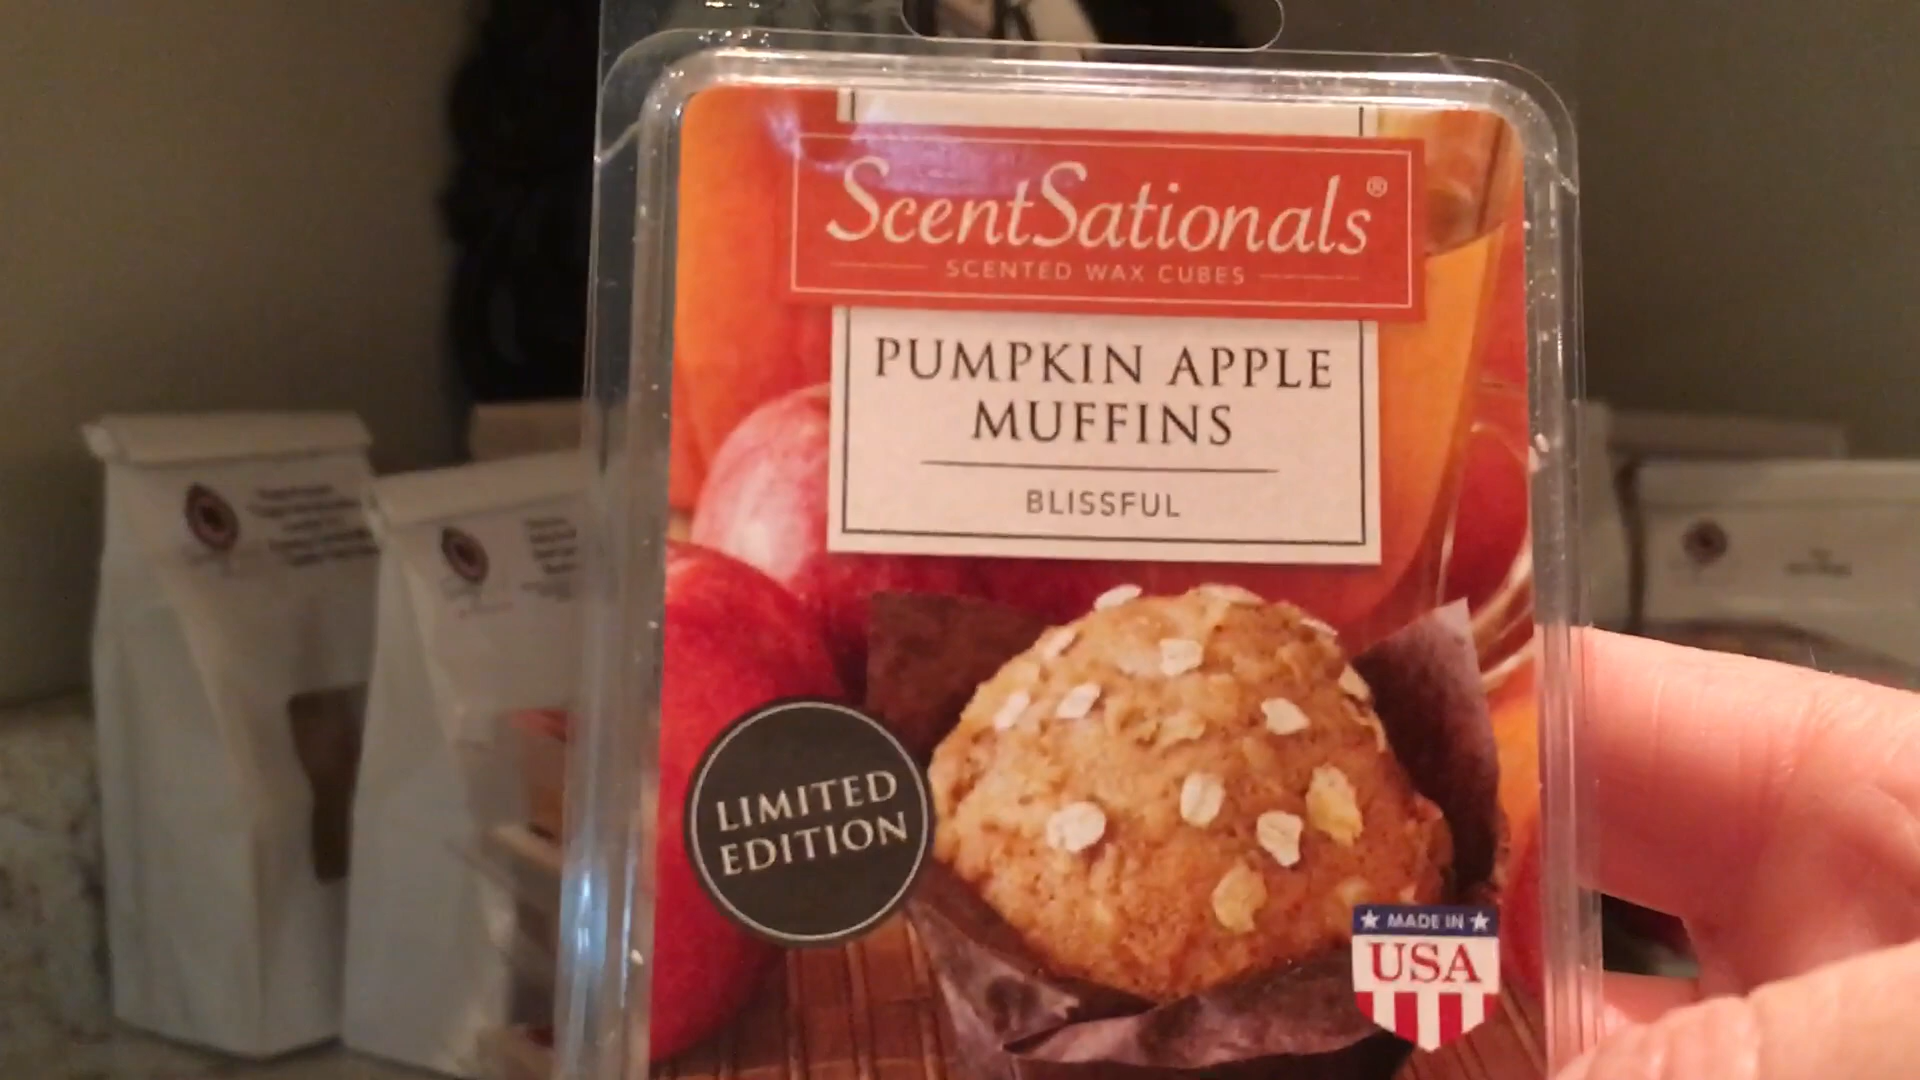 ScentSationals®
SCENTED WAX CUBES
PUMPKIN APPLE
MUFFINS
BLISSFUL
LIMITED
EDITION
MADE IN
USA